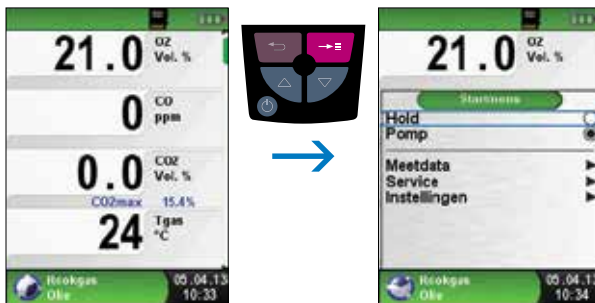 21.0 O2 Vol. %
0 CO ppm
0.0 CO2 Vol. %
CO2max 15.4%
24 Tgas °C
Rookgas 05.04.13
Olie 10:33
21.0 O2 Vol. %
Startmenu
Hold
Pomp
Meetdata
Service
Instellingen
Rookgas 05.04.13
Olie 10:34